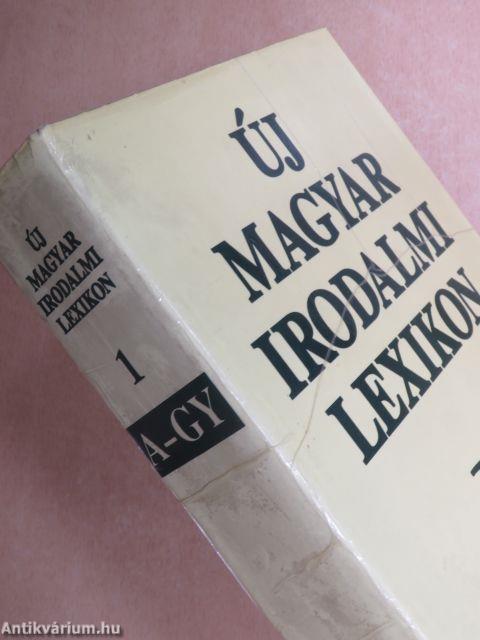 ÚJ
MAGYAR
IRODALMI
LEXIKON
1
A-GY
ÚJ
MAGYAR
IRODALMI
LEXIKON
Antikvárium.hu